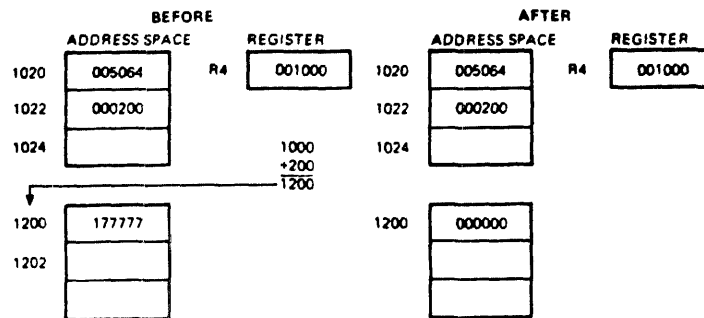 BEFORE AFTER
ADDRESS SPACE REGISTER ADDRESS SPACE REGISTER
1020 005064 R4 001000 1020 005064 R4 001000
1022 000200 1022 000200
1024 1000 1024
+200
1200
1200 177777 1200 000000
1202